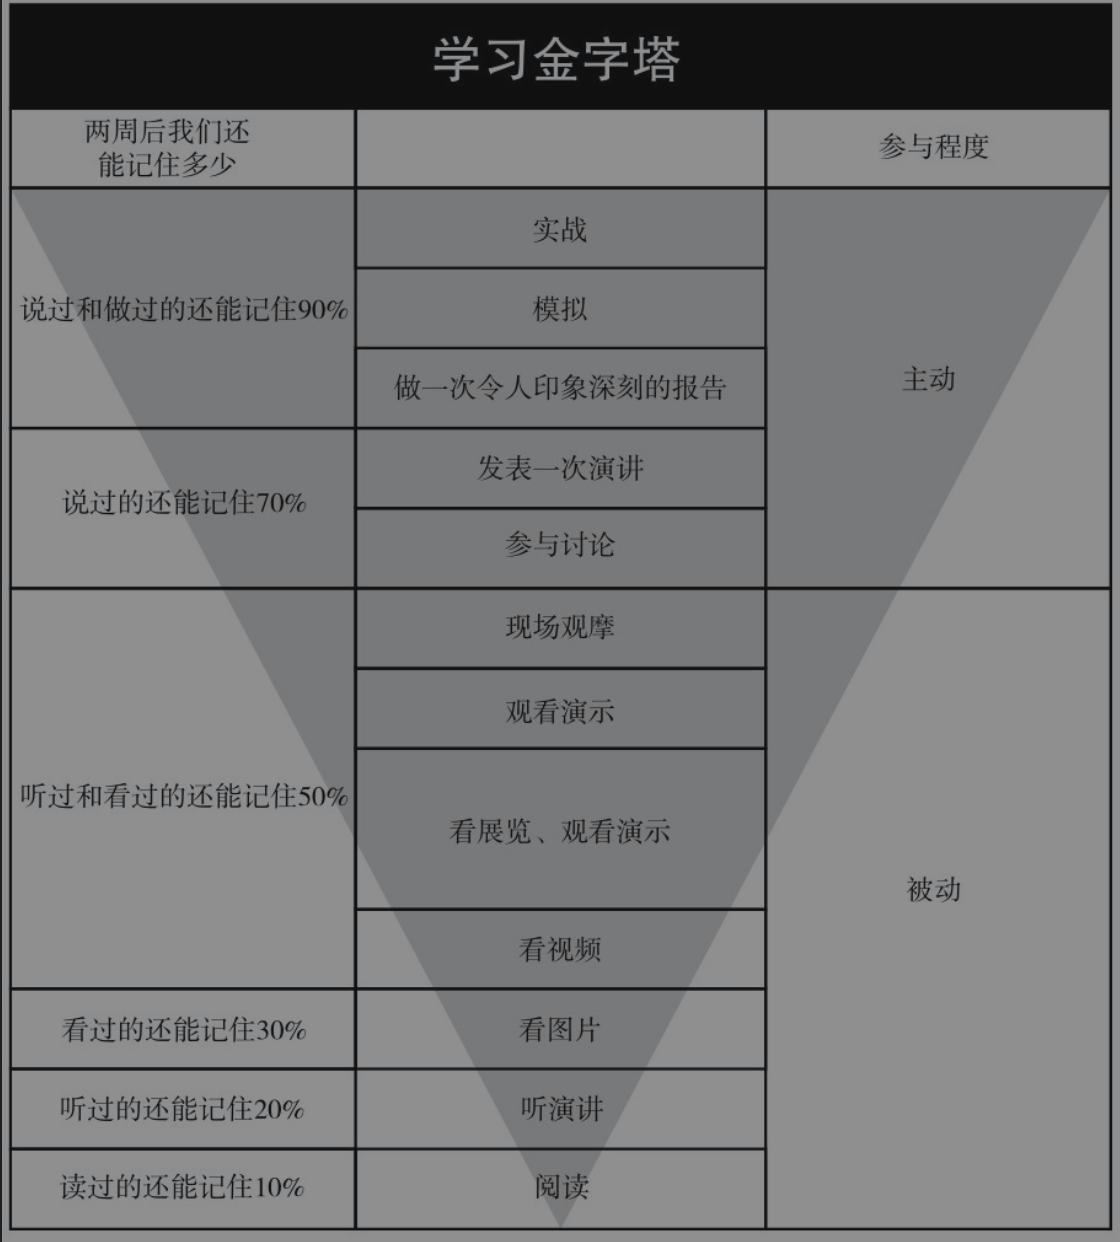 学习金字塔
两周后我们还
能记住多少
参与程度
实战
说过和做过的还能记住90%
模拟
做一次令人印象深刻的报告
主动
发表一次演讲
说过的还能记住70%
参与讨论
现场观摩
观看演示
听过和看过的还能记住50%
看展览、观看演示
被动
看视频
看过的还能记住30%
看图片
听过的还能记住20%
听演讲
读过的还能记住10%
阅读